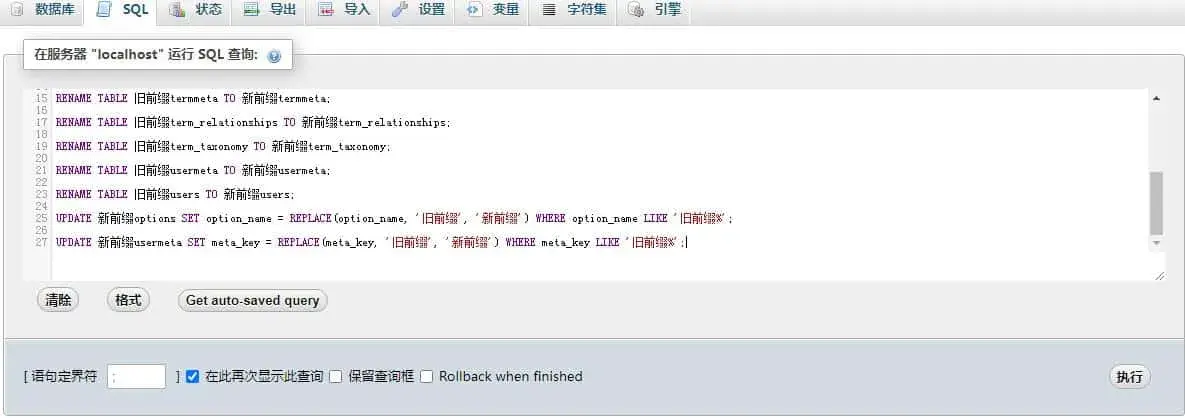 数据库 SQL 状态 导出 导入 设置 变量 字符集 引擎
在服务器 "localhost" 运行 SQL 查询:
15 RENAME TABLE 旧前缀termmeta TO 新前缀termmeta;
16
17 RENAME TABLE 旧前缀term_relationships TO 新前缀term_relationships;
18
19 RENAME TABLE 旧前缀term_taxonomy TO 新前缀term_taxonomy;
20
21 RENAME TABLE 旧前缀usermeta TO 新前缀usermeta;
22
23 RENAME TABLE 旧前缀users TO 新前缀users;
24
25 UPDATE 新前缀options SET option_name = REPLACE(option_name, '旧前缀', '新前缀') WHERE option_name LIKE '旧前缀%';
26
27 UPDATE 新前缀usermeta SET meta_key = REPLACE(meta_key, '旧前缀', '新前缀') WHERE meta_key LIKE '旧前缀%';
清除 格式 Get auto-saved query
[ 语句定界符 ; ] 在此再次显示此查询 保留查询框 Rollback when finished 执行